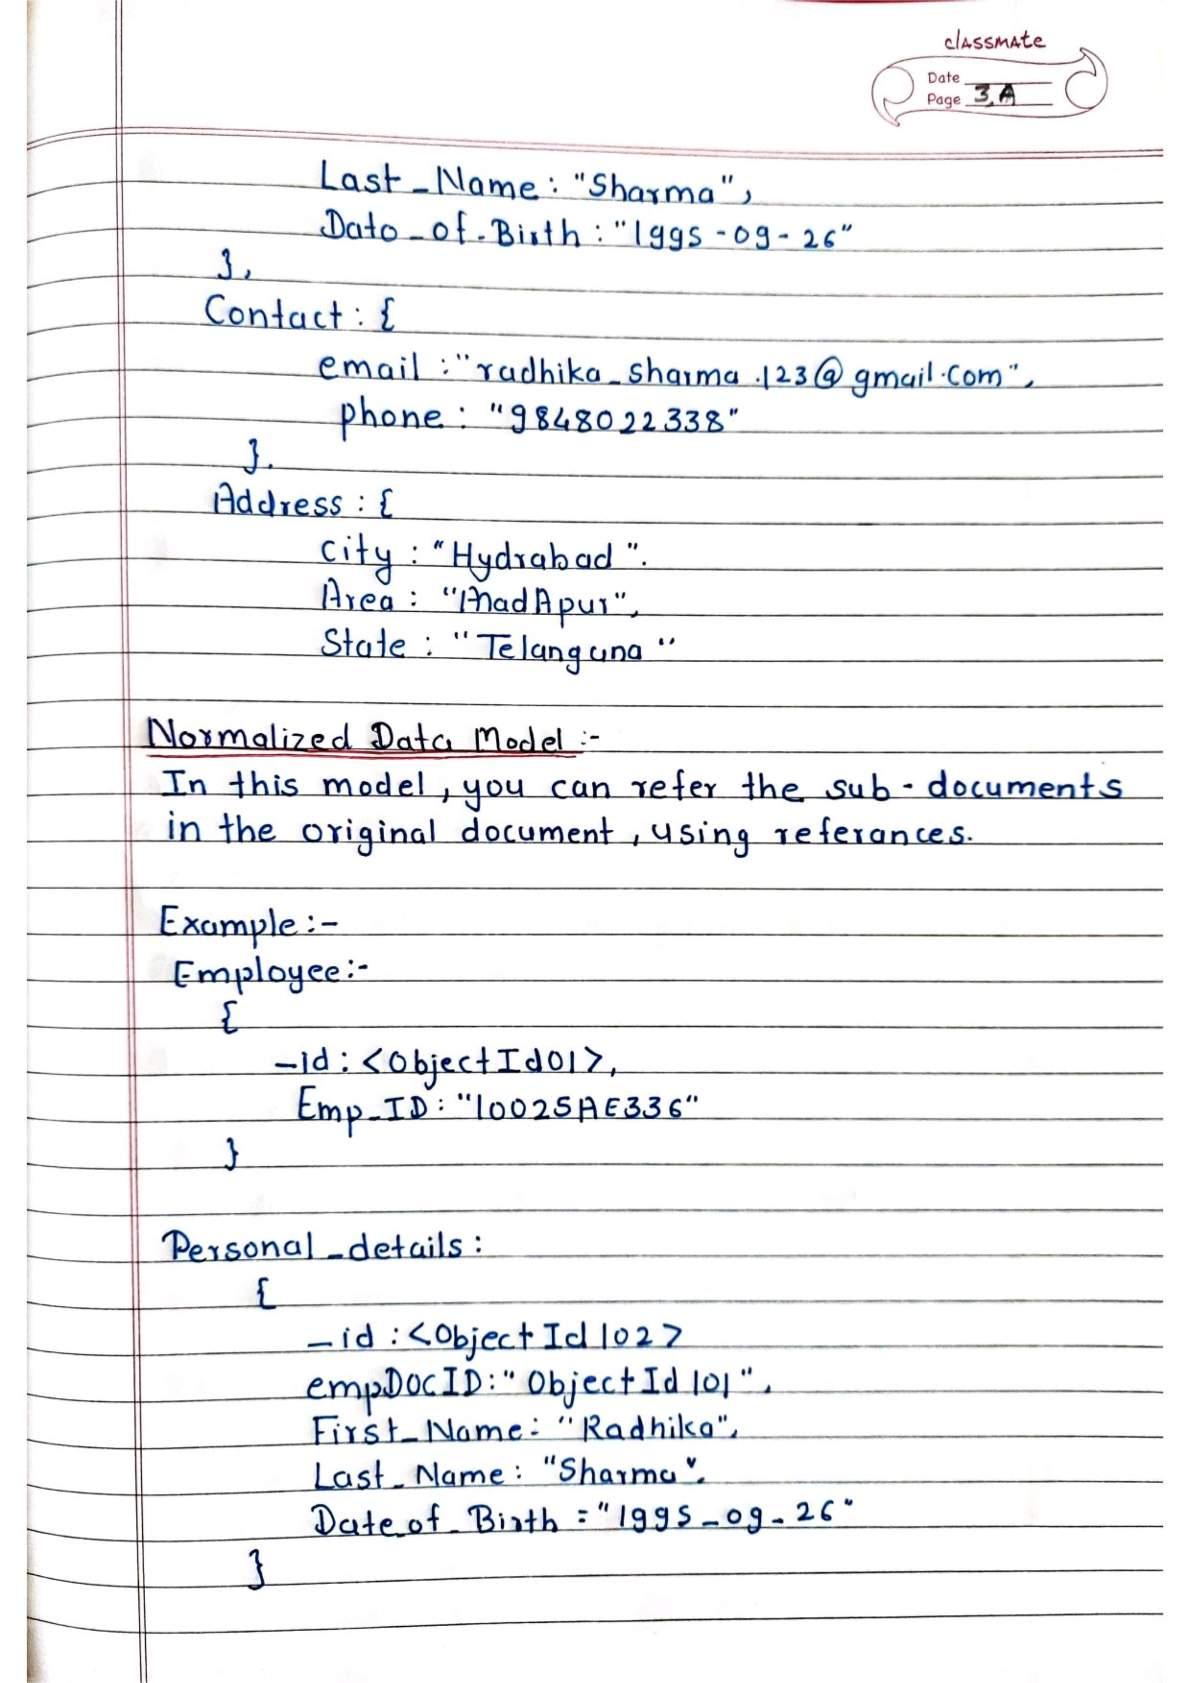 classmate
Date
Page 3.A
Last_Name : "Sharma",
Dato_of_Birth : "1995-09-26"
},
Contact : {
email : "radhika_sharma.123@gmail.com",
phone : "9848022338"
}.
Address : {
city : "Hydrabad".
Area : "MadApur",
State : "Telangana"
Normalized Data Model :-
In this model, you can refer the sub-documents
in the original document, using referances.
Example :-
Employee :-
{
_id : <ObjectId01>,
Emp_ID : "10025AE336"
}
Personal_details :
{
_id : <ObjectId102>
empDOCID : "ObjectId101",
First_Name : "Radhika",
Last_Name : "Sharma".
Date_of_Birth = "1995-09-26"
}